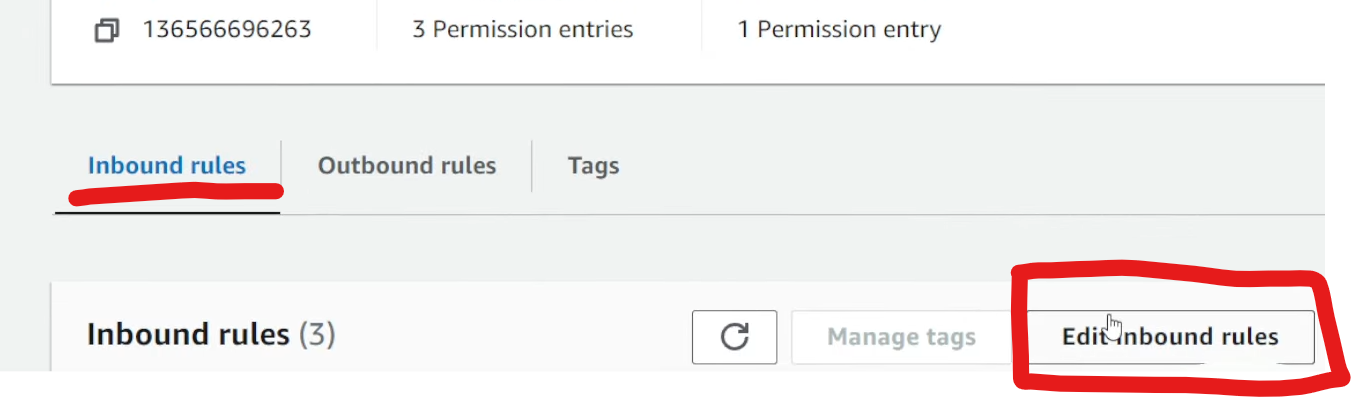 136566696263 3 Permission entries 1 Permission entry
Inbound rules Outbound rules Tags
Inbound rules (3) Manage tags Edit inbound rules